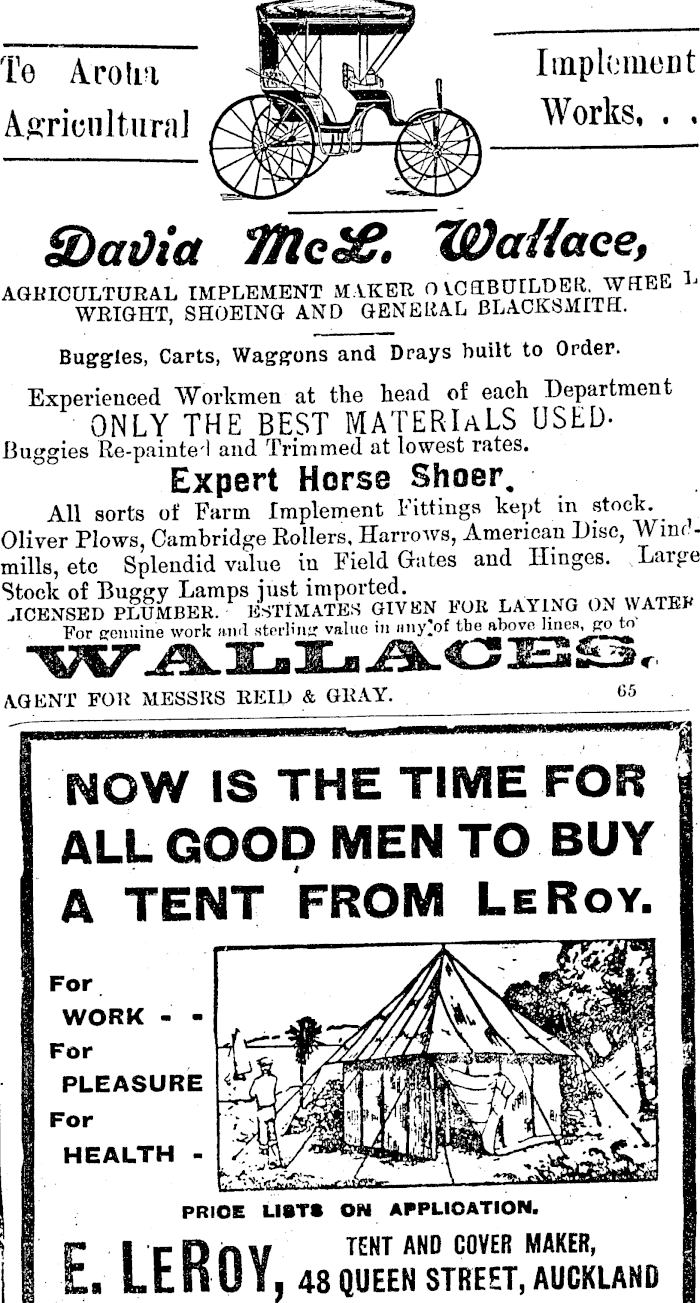 Te Aroha
Agricultural
Implement
Works. . .
David McL. Wallace,
AGRICULTURAL IMPLEMENT MAKER OACHBUILDER, WHEE L
WRIGHT, SHOEING AND GENERAL BLACKSMITH.
Buggies, Carts, Waggons and Drays built to Order.
Experienced Workmen at the head of each Department
ONLY THE BEST MATERIALS USED.
Buggies Re-painted and Trimmed at lowest rates.
Expert Horse Shoer.
All sorts of Farm Implement Fittings kept in stock.
Oliver Plows, Cambridge Rollers, Harrows, American Disc, Wind-
mills, etc Splendid value in Field Gates and Hinges. Large
Stock of Buggy Lamps just imported.
LICENSED PLUMBER. ESTIMATES GIVEN FOR LAYING ON WATER
For genuine work and sterling value in any of the above lines, go to
WALLACES.
AGENT FOR MESSRS REID & GRAY. 65
NOW IS THE TIME FOR
ALL GOOD MEN TO BUY
A TENT FROM LEROY.
For
WORK - -
For
PLEASURE
For
HEALTH -
PRICE LISTS ON APPLICATION.
E. LEROY, TENT AND COVER MAKER,
48 QUEEN STREET, AUCKLAND